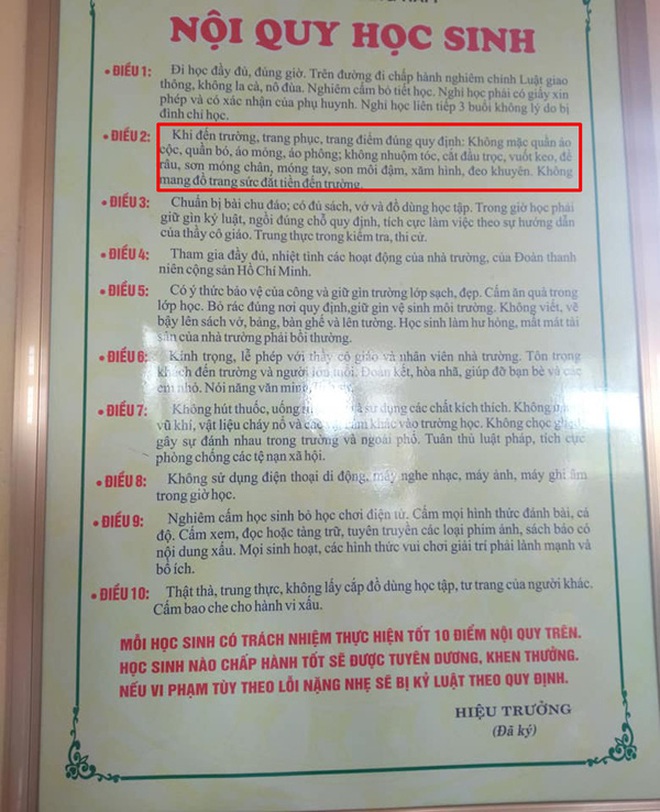 NỘI QUY HỌC SINH
• ĐIỀU 1: Đi học đầy đủ, đúng giờ. Trên đường đi chấp hành nghiêm chỉnh Luật giao
thông, không la cà, nô đùa. Nghiêm cấm bỏ tiết học. Nghỉ học phải có giấy xin
phép và có xác nhận của phụ huynh. Nghỉ học liên tiếp 3 buổi không lý do bị
đình chỉ học.
• ĐIỀU 2: Khi đến trường, trang phục, trang điểm đúng quy định: Không mặc quần áo
cộc, quần bò, áo mỏng, áo phông; không nhuộm tóc, cắt đầu trọc, vuốt keo, để
râu, sơn móng chân, móng tay, son môi đậm, xăm hình, đeo khuyên. Không
mang đồ trang sức đắt tiền đến trường.
• ĐIỀU 3: Chuẩn bị bài chu đáo; có đủ sách, vở và đồ dùng học tập. Trong giờ học phải
giữ gìn kỷ luật, ngồi đúng chỗ quy định, tích cực làm việc theo sự hướng dẫn
của thầy cô giáo. Trung thực trong kiểm tra, thi cử.
• ĐIỀU 4: Tham gia đầy đủ, nhiệt tình các hoạt động của nhà trường, của Đoàn thanh
niên cộng sản Hồ Chí Minh.
• ĐIỀU 5: Có ý thức bảo vệ của công và giữ gìn trường lớp sạch, đẹp. Cấm ăn quà trong
lớp học. Bỏ rác đúng nơi quy định,giữ gìn vệ sinh môi trường. Không viết, vẽ
bậy lên sách vở, bảng, bàn ghế và lên tường. Học sinh làm hư hỏng, mất mát tài
sản của nhà trường phải bồi thường.
• ĐIỀU 6: Kính trọng, lễ phép với thầy cô giáo và nhân viên nhà trường. Tôn trọng
khách đến trường và người lớn tuổi. Đoàn kết, hòa nhã, giúp đỡ bạn bè và các
em nhỏ. Nói năng văn minh,
• ĐIỀU 7: Không hút thuốc, uống và sử dụng các chất kích thích. Không
vũ khí, vật liệu cháy nổ và các cấm khác vào trường học. Không chọc
gây sự đánh nhau trong trường và ngoài phố. Tuân thủ luật pháp, tích cực
phòng chống các tệ nạn xã hội.
• ĐIỀU 8: Không sử dụng điện thoại di động, máy nghe nhạc, máy ảnh, máy ghi âm
trong giờ học.
• ĐIỀU 9: Nghiêm cấm học sinh bỏ học chơi điện tử. Cấm mọi hình thức đánh bài, cá
độ. Cấm xem, đọc hoặc tàng trữ, tuyên truyền các loại phim ảnh, sách báo có
nội dung xấu. Mọi sinh hoạt, các hình thức vui chơi giải trí phải lành mạnh và
bổ ích.
• ĐIỀU 10: Thật thà, trung thực, không lấy cắp đồ dùng học tập, tư trang của người khác.
Cấm bao che cho hành vi xấu.
MỖI HỌC SINH CÓ TRÁCH NHIỆM THỰC HIỆN TỐT 10 ĐIỂM NỘI QUY TRÊN.
HỌC SINH NÀO CHẤP HÀNH TỐT SẼ ĐƯỢC TUYÊN DƯƠNG, KHEN THƯỞNG.
NẾU VI PHẠM TÙY THEO LỖI NẶNG NHẸ SẼ BỊ KỶ LUẬT THEO QUY ĐỊNH.
HIỆU TRƯỞNG
(Đã ký)